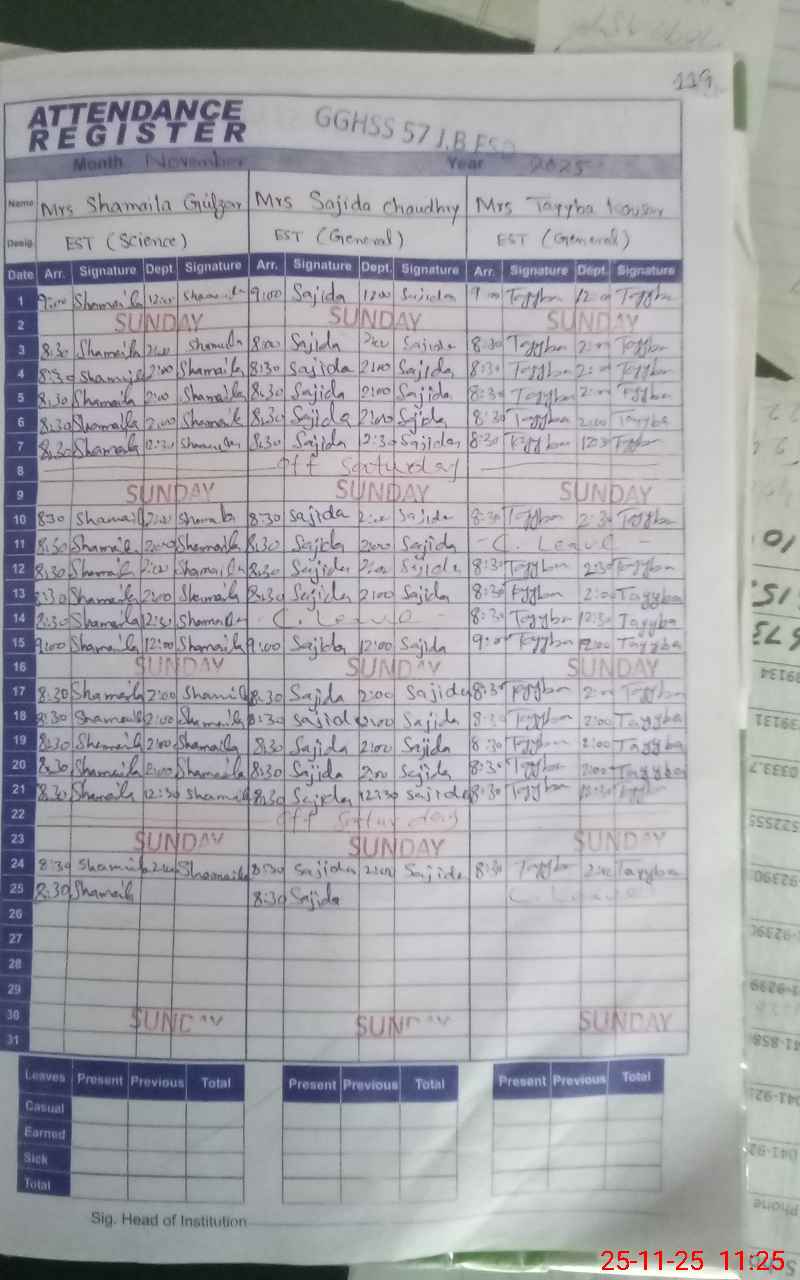 119
ATTENDANCE REGISTER GGHSS 57 J.B FSD
Month November Year 2025
Name Mrs Shamaila Gulzar Mrs Sajida Chaudhry Mrs Tayyba Kousar
Desig. EST (Science) EST (General) EST (General)
Date Arr. Signature Dept. Signature Arr. Signature Dept. Signature Arr. Signature Dept. Signature
1 9:00 Shamaila 12:00 Shamaila 9:00 Sajida 12:00 Sajida 9:00 Tayyba 12:00 Tayyba
2 SUNDAY SUNDAY SUNDAY
3 8:30 Shamaila 2:00 Shamaila Sajida 2:00 Sajida 8:30 Tayyba 2:00 Tayyba
4 8:30 Shamaila 2:00 Shamaila 8:30 Sajida 2:00 Sajida 8:30 Tayyba 2:00 Tayyba
5 8:30 Shamaila 2:00 Shamaila 8:30 Sajida 2:00 Sajida 8:30 Tayyba 2:00 Tayyba
6 8:30 Shamaila 2:00 Shamaila 8:30 Sajida 2:00 Sajida 8:30 Tayyba 2:00 Tayyba
7 8:30 Shamaila 12:30 Shamaila 8:30 Sajida 12:30 Sajida 8:30 Tayyba 12:30 Tayyba
8 Off Saturday
9 SUNDAY SUNDAY SUNDAY
10 8:30 Shamaila 2:00 Shamaila 8:30 Sajida 2:00 Sajida 8:30 Tayyba 2:30 Tayyba
11 8:30 Shamaila 2:00 Shamaila 8:30 Sajida 2:00 Sajida - C. Leave -
12 8:30 Shamaila 2:00 Shamaila 8:30 Sajida 2:00 Sajida 8:30 Tayyba 2:30 Tayyba
13 8:30 Shamaila 2:00 Shamaila 8:30 Sajida 2:00 Sajida 8:30 Tayyba 2:00 Tayyba
14 8:30 Shamaila 12:30 Shamaila - C. Leave - 8:30 Tayyba 12:30 Tayyba
15 9:00 Shamaila 12:00 Shamaila 9:00 Sajida 12:00 Sajida 9:00 Tayyba 12:00 Tayyba
16 SUNDAY SUNDAY SUNDAY
17 8:30 Shamaila 2:00 Shamaila 8:30 Sajida 2:00 Sajida 8:30 Tayyba 2:00 Tayyba
18 8:30 Shamaila 2:00 Shamaila 8:30 Sajida 2:00 Sajida 8:30 Tayyba 2:00 Tayyba
19 8:30 Shamaila 2:00 Shamaila 8:30 Sajida 2:00 Sajida 8:30 Tayyba 2:00 Tayyba
20 8:30 Shamaila 2:00 Shamaila 8:30 Sajida 2:00 Sajida 8:30 Tayyba 2:00 Tayyba
21 8:30 Shamaila 12:30 Shamaila 8:30 Sajida 12:30 Sajida 8:30 Tayyba 12:30 Tayyba
22 Off Saturday
23 SUNDAY SUNDAY SUNDAY
24 8:30 Shamaila 2:00 Shamaila 8:30 Sajida 2:00 Sajida 8:30 Tayyba 2:00 Tayyba
25 8:30 Shamaila 8:30 Sajida C. Leave
26
27
28
29
30 SUNDAY SUNDAY SUNDAY
31
Leaves Present Previous Total Present Previous Total Present Previous Total
Casual
Earned
Sick
Total
Sig. Head of Institution
25-11-25 11:25